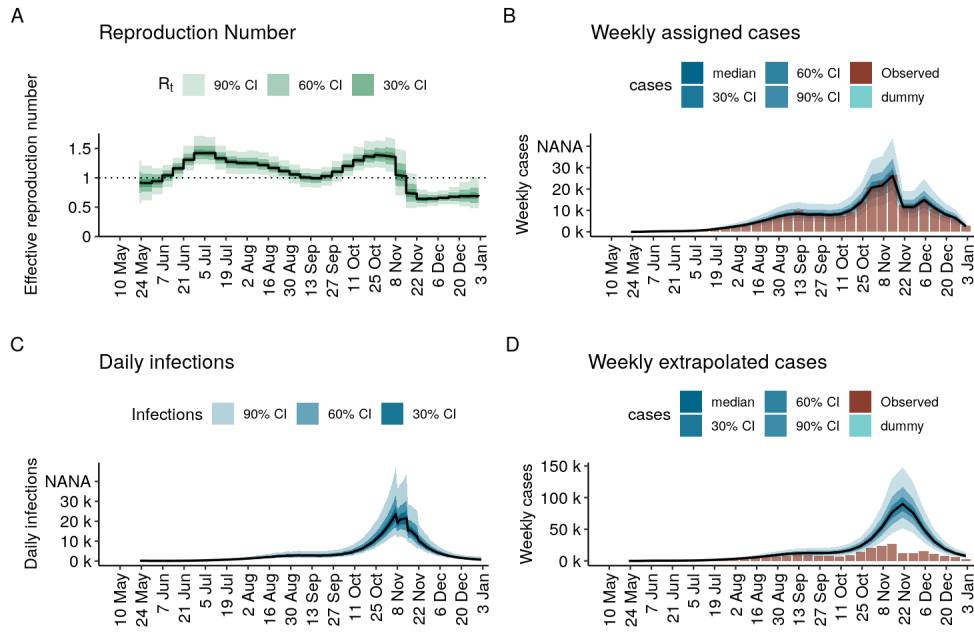 A
Reproduction Number
Rt
90% CI
60% CI
30% CI
Effective reproduction number
1.5
1
0.5
0
10 May
24 May
7 Jun
21 Jun
5 Jul
19 Jul
2 Aug
16 Aug
30 Aug
13 Sep
27 Sep
11 Oct
25 Oct
8 Nov
22 Nov
6 Dec
20 Dec
3 Jan
B
Weekly assigned cases
cases
median
60% CI
Observed
30% CI
90% CI
dummy
Weekly cases
NANA
30 k
20 k
10 k
0 k
10 May
24 May
7 Jun
21 Jun
5 Jul
19 Jul
2 Aug
16 Aug
30 Aug
13 Sep
27 Sep
11 Oct
25 Oct
8 Nov
22 Nov
6 Dec
20 Dec
3 Jan
C
Daily infections
Infections
90% CI
60% CI
30% CI
Daily infections
NANA
30 k
20 k
10 k
0 k
10 May
24 May
7 Jun
21 Jun
5 Jul
19 Jul
2 Aug
16 Aug
30 Aug
13 Sep
27 Sep
11 Oct
25 Oct
8 Nov
22 Nov
6 Dec
20 Dec
3 Jan
D
Weekly extrapolated cases
cases
median
60% CI
Observed
30% CI
90% CI
dummy
Weekly cases
150 k
100 k
50 k
0 k
10 May
24 May
7 Jun
21 Jun
5 Jul
19 Jul
2 Aug
16 Aug
30 Aug
13 Sep
27 Sep
11 Oct
25 Oct
8 Nov
22 Nov
6 Dec
20 Dec
3 Jan